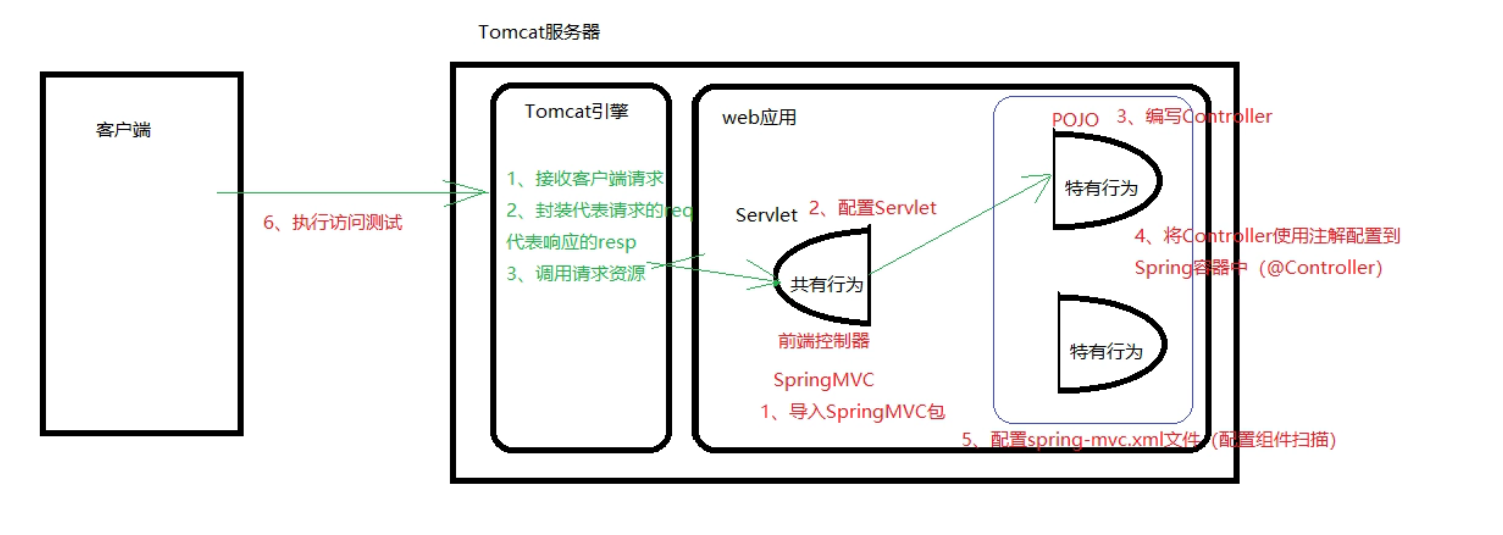 Tomcat服务器
客户端
Tomcat引擎
1、接收客户端请求
2、封装代表请求的req
代表响应的resp
3、调用请求资源
6、执行访问测试
web应用
Servlet
2、配置Servlet
共有行为
前端控制器
SpringMVC
1、导入SpringMVC包
POJO
3、编写Controller
特有行为
4、将Controller使用注解配置到
Spring容器中（@Controller）
特有行为
5、配置spring-mvc.xml文件（配置组件扫描）